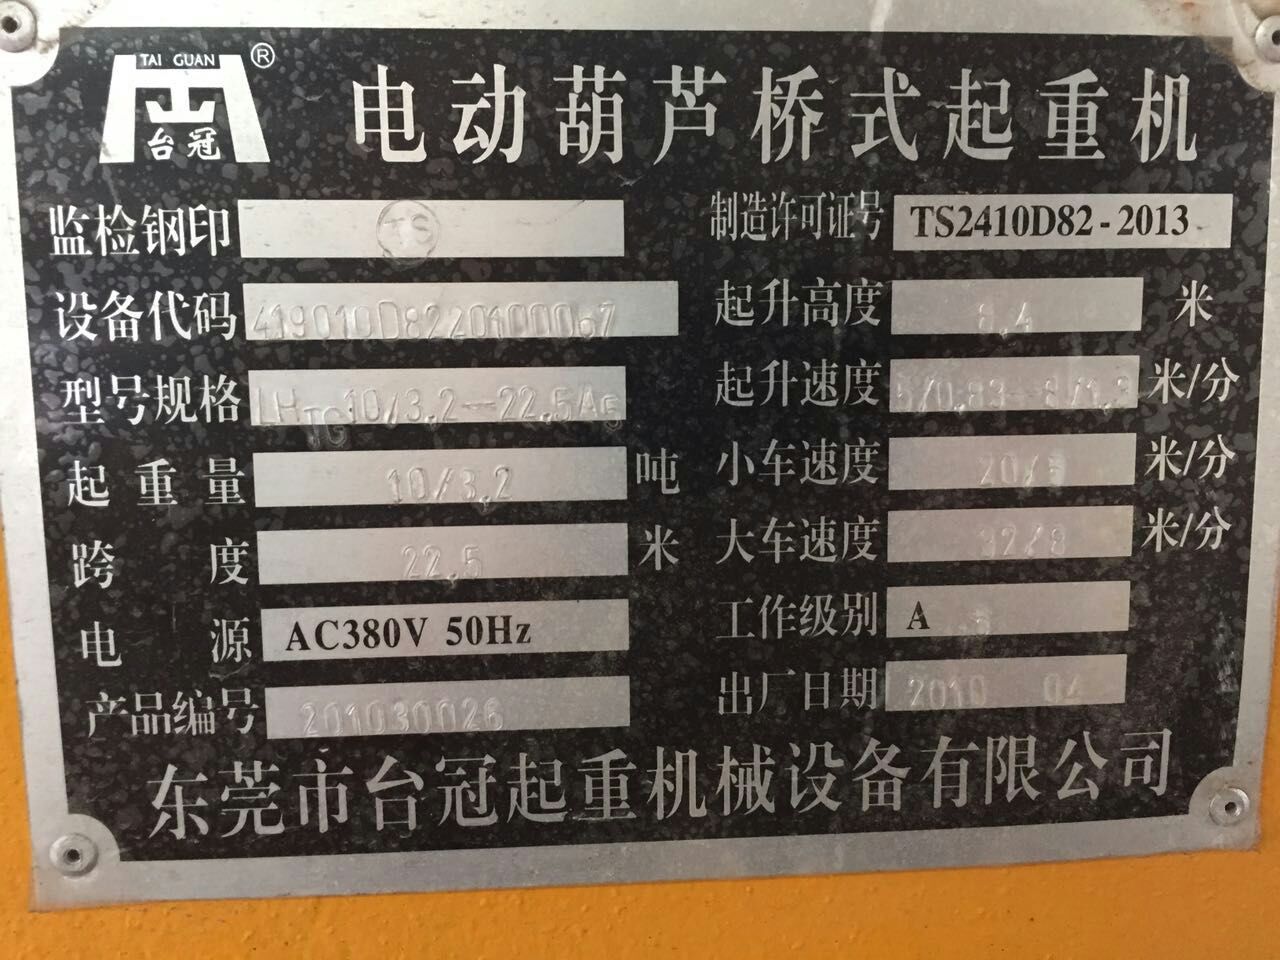 TAI GUAN ®
台冠
电动葫芦桥式起重机
监检钢印 TS
制造许可证号 TS2410D82-2013
设备代码 419010D8220100067
起升高度 8.4 米
型号规格 LHTG10/3.2—22.5A5
起升速度 5/0.83—8/1.3 米/分
起重量 10/3.2 吨
小车速度 20/5 米/分
跨度 22.5 米
大车速度 32/8 米/分
电源 AC380V 50Hz
工作级别 A
产品编号 201030026
出厂日期 2010 04
东莞市台冠起重机械设备有限公司